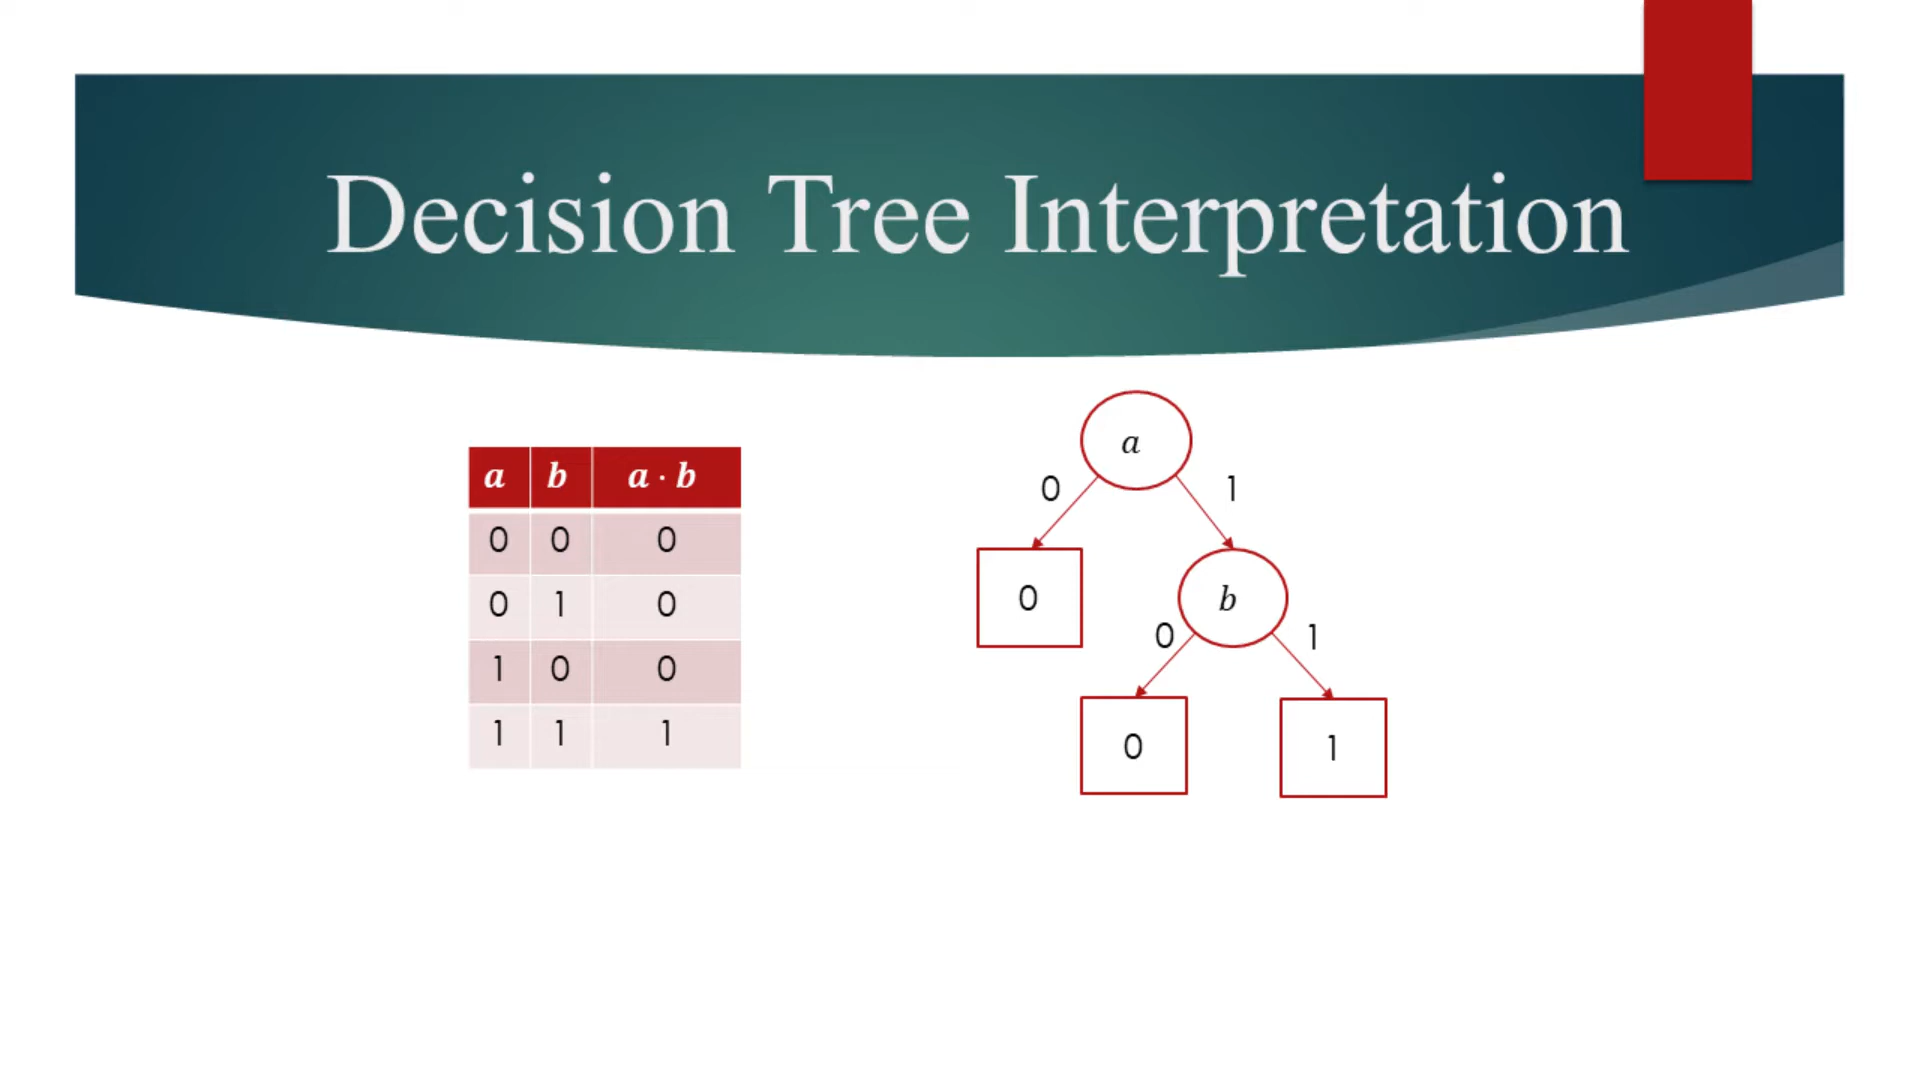 Decision Tree Interpretation
a b a · b
0 0 0
0 1 0
1 0 0
1 1 1
a
0 1
0 b
0 1
0 1